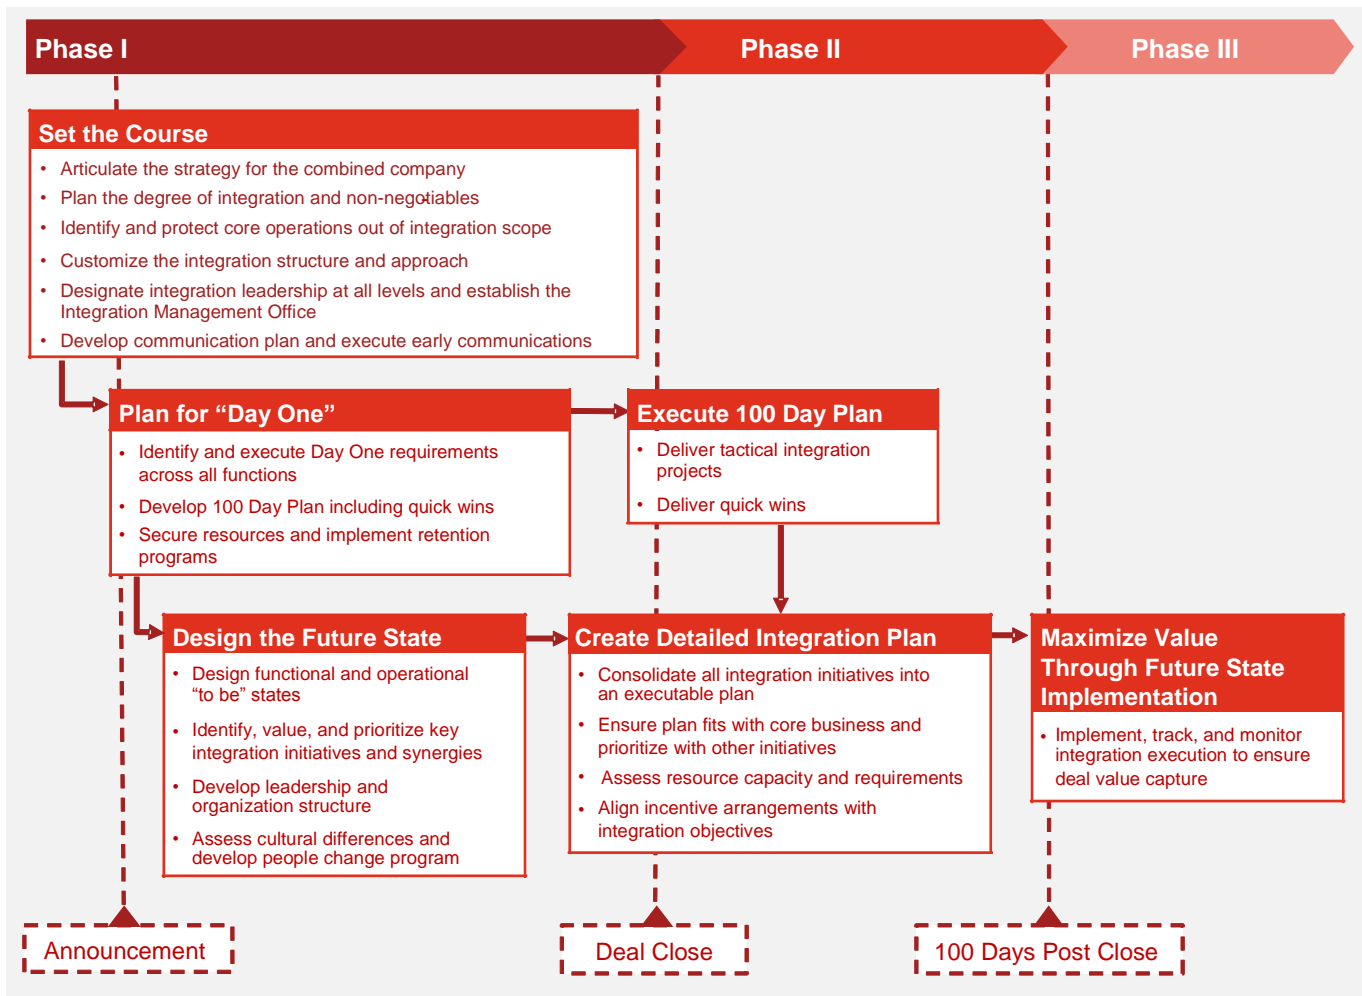 Phase I
Phase II
Phase III
Set the Course
• Articulate the strategy for the combined company
• Plan the degree of integration and non-negotiables
• Identify and protect core operations out of integration scope
• Customize the integration structure and approach
• Designate integration leadership at all levels and establish the
Integration Management Office
• Develop communication plan and execute early communications
Plan for “Day One”
• Identify and execute Day One requirements
across all functions
• Develop 100 Day Plan including quick wins
• Secure resources and implement retention
programs
Execute 100 Day Plan
• Deliver tactical integration
projects
• Deliver quick wins
Design the Future State
• Design functional and operational
“to be” states
• Identify, value, and prioritize key
integration initiatives and synergies
• Develop leadership and
organization structure
• Assess cultural differences and
develop people change program
Create Detailed Integration Plan
• Consolidate all integration initiatives into
an executable plan
• Ensure plan fits with core business and
prioritize with other initiatives
• Assess resource capacity and requirements
• Align incentive arrangements with
integration objectives
Maximize Value
Through Future State
Implementation
• Implement, track, and monitor
integration execution to ensure
deal value capture
Announcement
Deal Close
100 Days Post Close